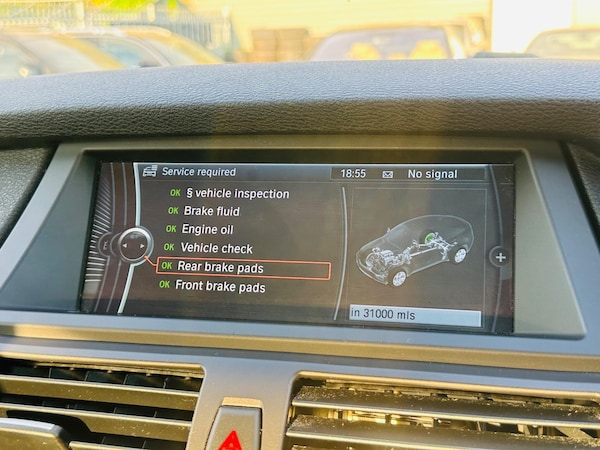 Service required
18:55
No signal
OK § vehicle inspection
OK Brake fluid
OK Engine oil
OK Vehicle check
OK Rear brake pads
OK Front brake pads
+
in 31000 mls